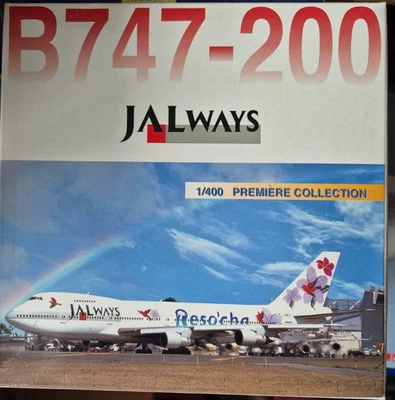 B747-200
JALWAYS
1/400 PREMIÈRE COLLECTION
JALWAYS
Reso'cha